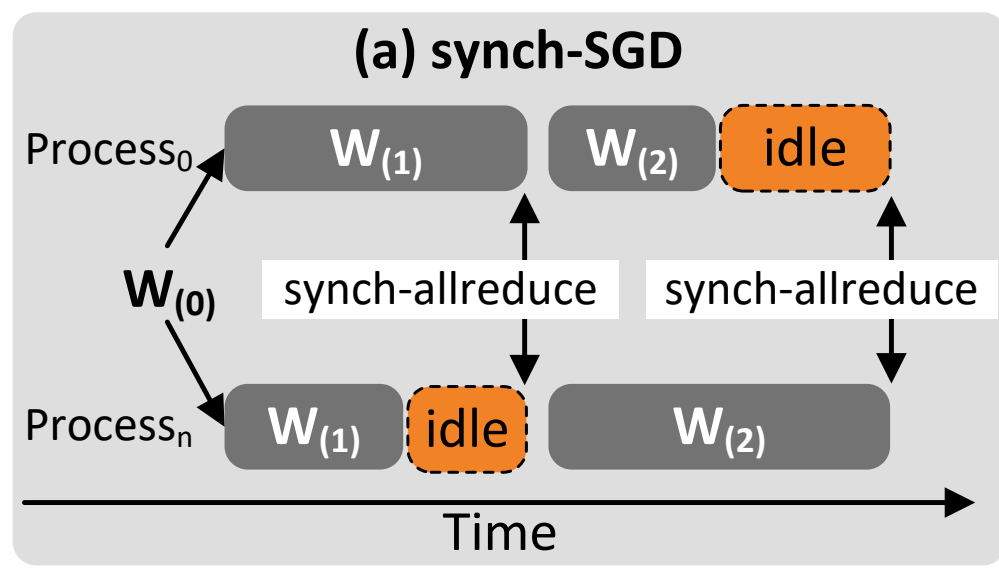 (a) synch-SGD
Process₀ W₍₁₎ W₍₂₎ idle
W₍₀₎ synch-allreduce synch-allreduce
Processₙ W₍₁₎ idle W₍₂₎
Time